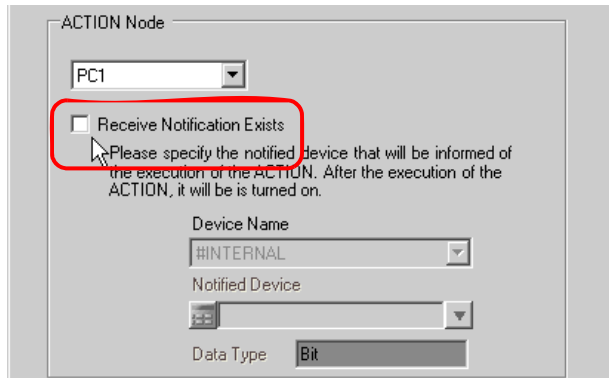 ACTION Node
PC1
Receive Notification Exists
Please specify the notified device that will be informed of
the execution of the ACTION. After the execution of the
ACTION, it will be is turned on.
Device Name
#INTERNAL
Notified Device
Data Type Bit